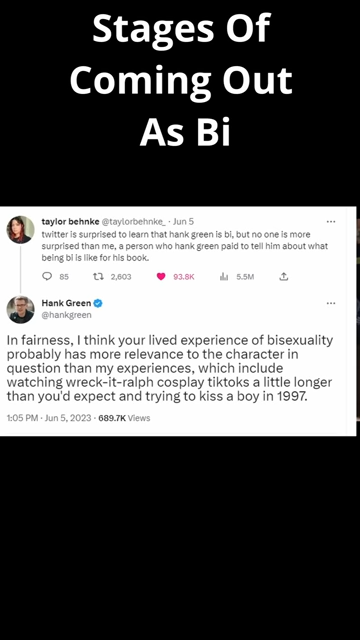 Stages Of
Coming Out
As Bi
taylor behnke @taylorbehnke_ · Jun 5
twitter is surprised to learn that hank green is bi, but no one is more
surprised than me, a person who hank green paid to tell him about what
being bi is like for his book.
85 2,603 93.8K 5.5M
Hank Green
@hankgreen
In fairness, I think your lived experience of bisexuality
probably has more relevance to the character in
question than my experiences, which include
watching wreck-it-ralph cosplay tiktoks a little longer
than you'd expect and trying to kiss a boy in 1997.
1:05 PM · Jun 5, 2023 · 689.7K Views